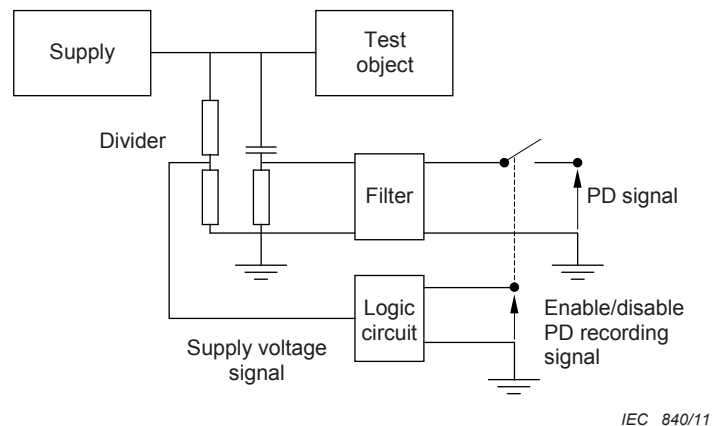 Supply
Test
object
Divider
Filter
PD signal
Logic
circuit
Enable/disable
PD recording
signal
Supply voltage
signal
IEC 840/11